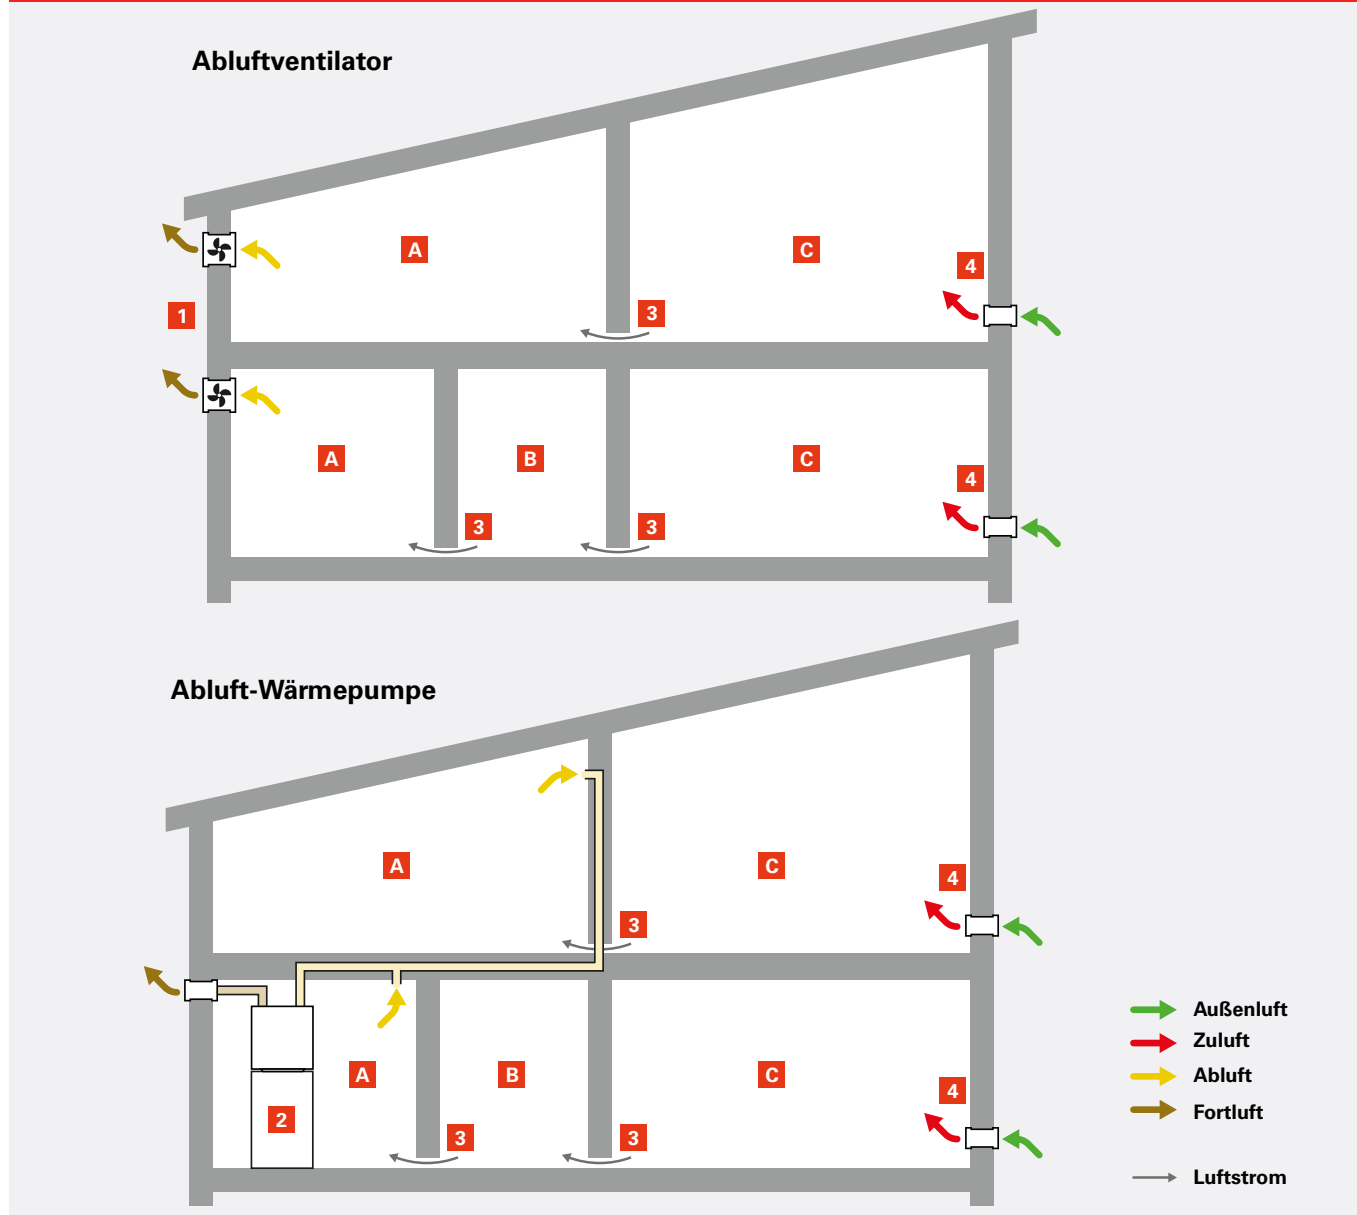 Abluftventilator
A
C
4
1
3
A
B
C
4
3
3
Abluft-Wärmepumpe
A
C
4
3
A
B
C
4
2
3
3
Außenluft
Zuluft
Abluft
Fortluft
Luftstrom